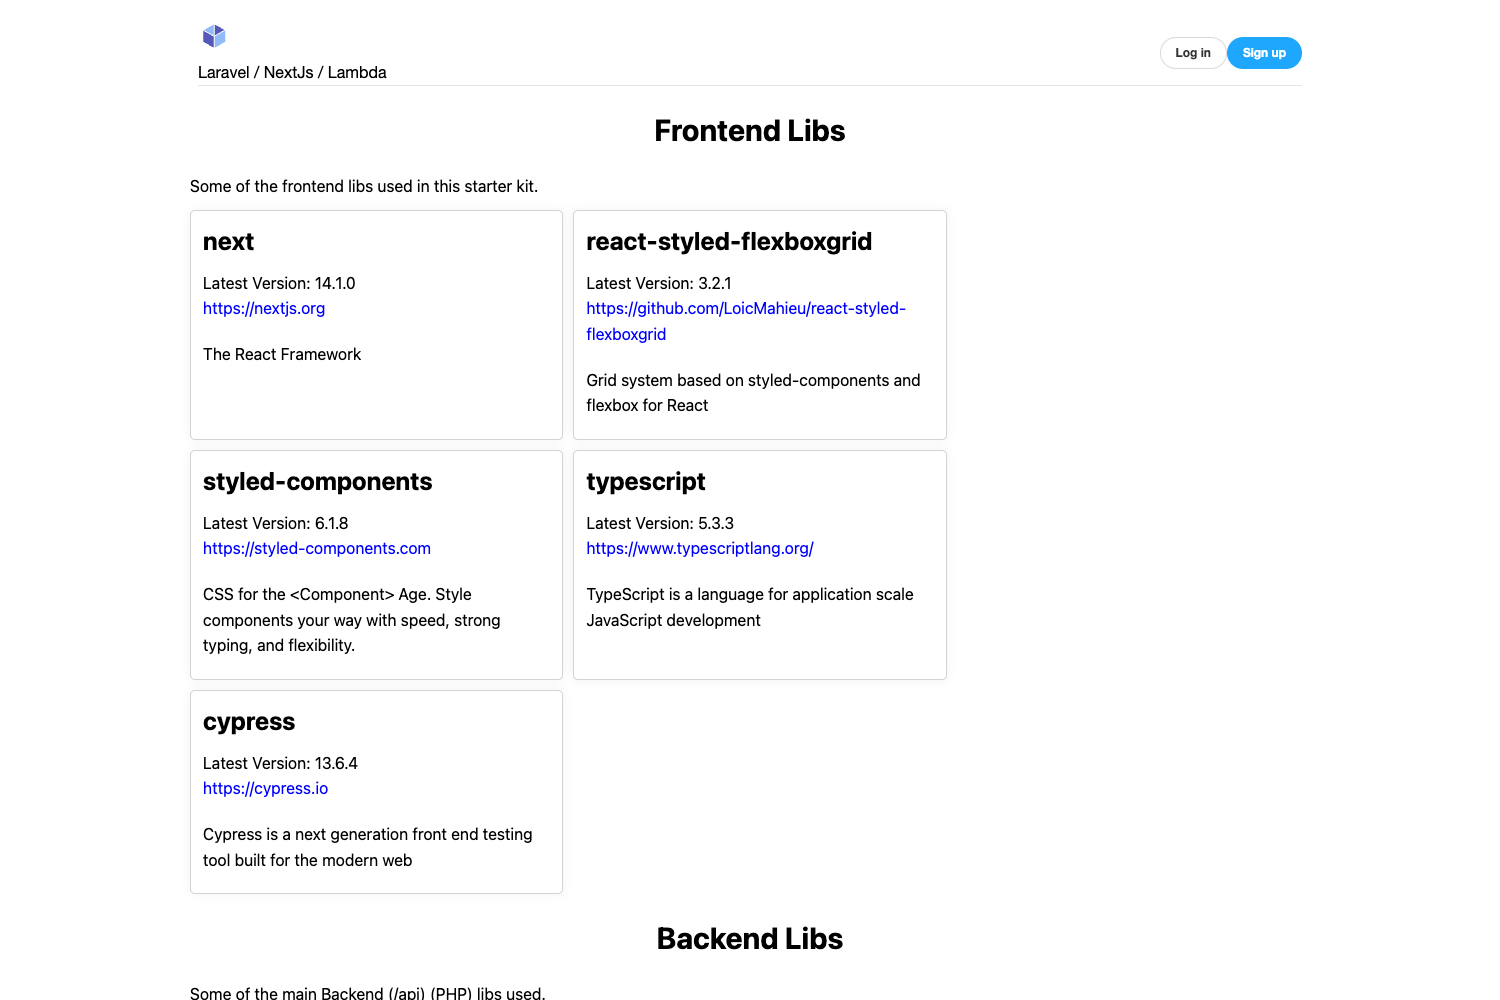 Laravel / NextJs / Lambda
Log in
Sign up
Frontend Libs
Some of the frontend libs used in this starter kit.
next
Latest Version: 14.1.0
https://nextjs.org
The React Framework
react-styled-flexboxgrid
Latest Version: 3.2.1
https://github.com/LoicMahieu/react-styled-
flexboxgrid
Grid system based on styled-components and
flexbox for React
styled-components
Latest Version: 6.1.8
https://styled-components.com
CSS for the <Component> Age. Style
components your way with speed, strong
typing, and flexibility.
typescript
Latest Version: 5.3.3
https://www.typescriptlang.org/
TypeScript is a language for application scale
JavaScript development
cypress
Latest Version: 13.6.4
https://cypress.io
Cypress is a next generation front end testing
tool built for the modern web
Backend Libs
Some of the main Backend (/api) (PHP) libs used.